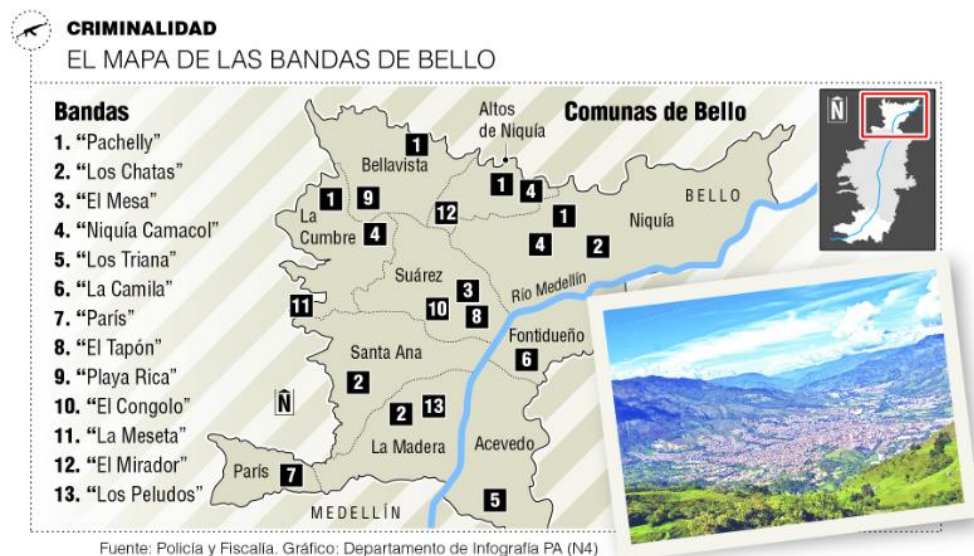 CRIMINALIDAD
EL MAPA DE LAS BANDAS DE BELLO
Bandas
1. “Pachelly”
2. “Los Chatas”
3. “El Mesa”
4. “Niquía Camacol”
5. “Los Triana”
6. “La Camila”
7. “París”
8. “El Tapón”
9. “Playa Rica”
10. “El Congolo”
11. “La Meseta”
12. “El Mirador”
13. “Los Peludos”
Comunas de Bello
Altos
de Niquía
1
Bellavista
1
9
La
Cumbre
4
12
1
4
1
Niquía
BELLO
4
2
Suárez
3
10
8
11
Río Medellín
Fontidueño
6
Santa Ana
2
2
13
La Madera
Acevedo
5
París
7
MEDELLÍN
N
N
Fuente: Policía y Fiscalía. Gráfico: Departamento de Infografía PA (N4)